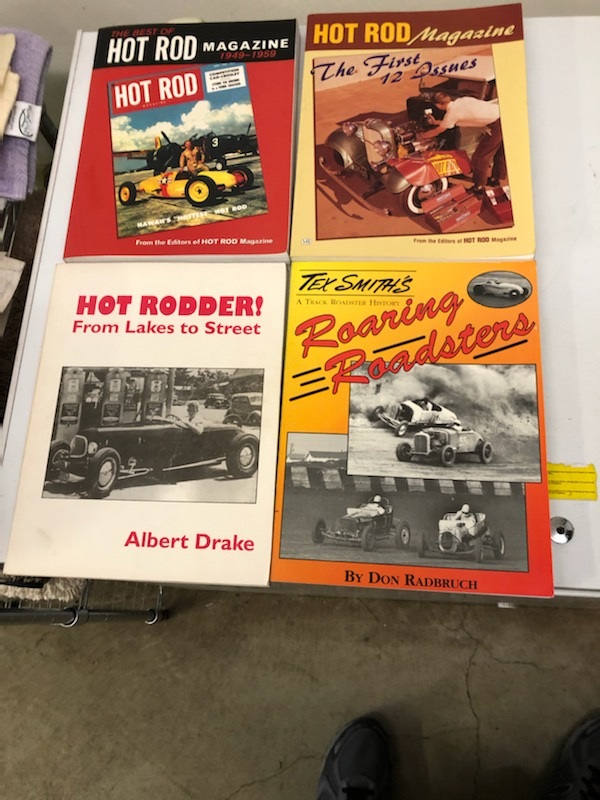 THE BEST OF
HOT ROD MAGAZINE
1949-1959
HOT ROD
MAGAZINE
HAWAII'S "HOTTEST" HOT ROD
From the Editors of HOT ROD Magazine
HOT ROD Magazine
The First
12 Issues
From the Editors of HOT ROD Magazine
HOT RODDER!
From Lakes to Street
Albert Drake
TEX SMITH'S
A TRACK ROADSTER HISTORY
Roaring
Roadsters
BY DON RADBRUCH